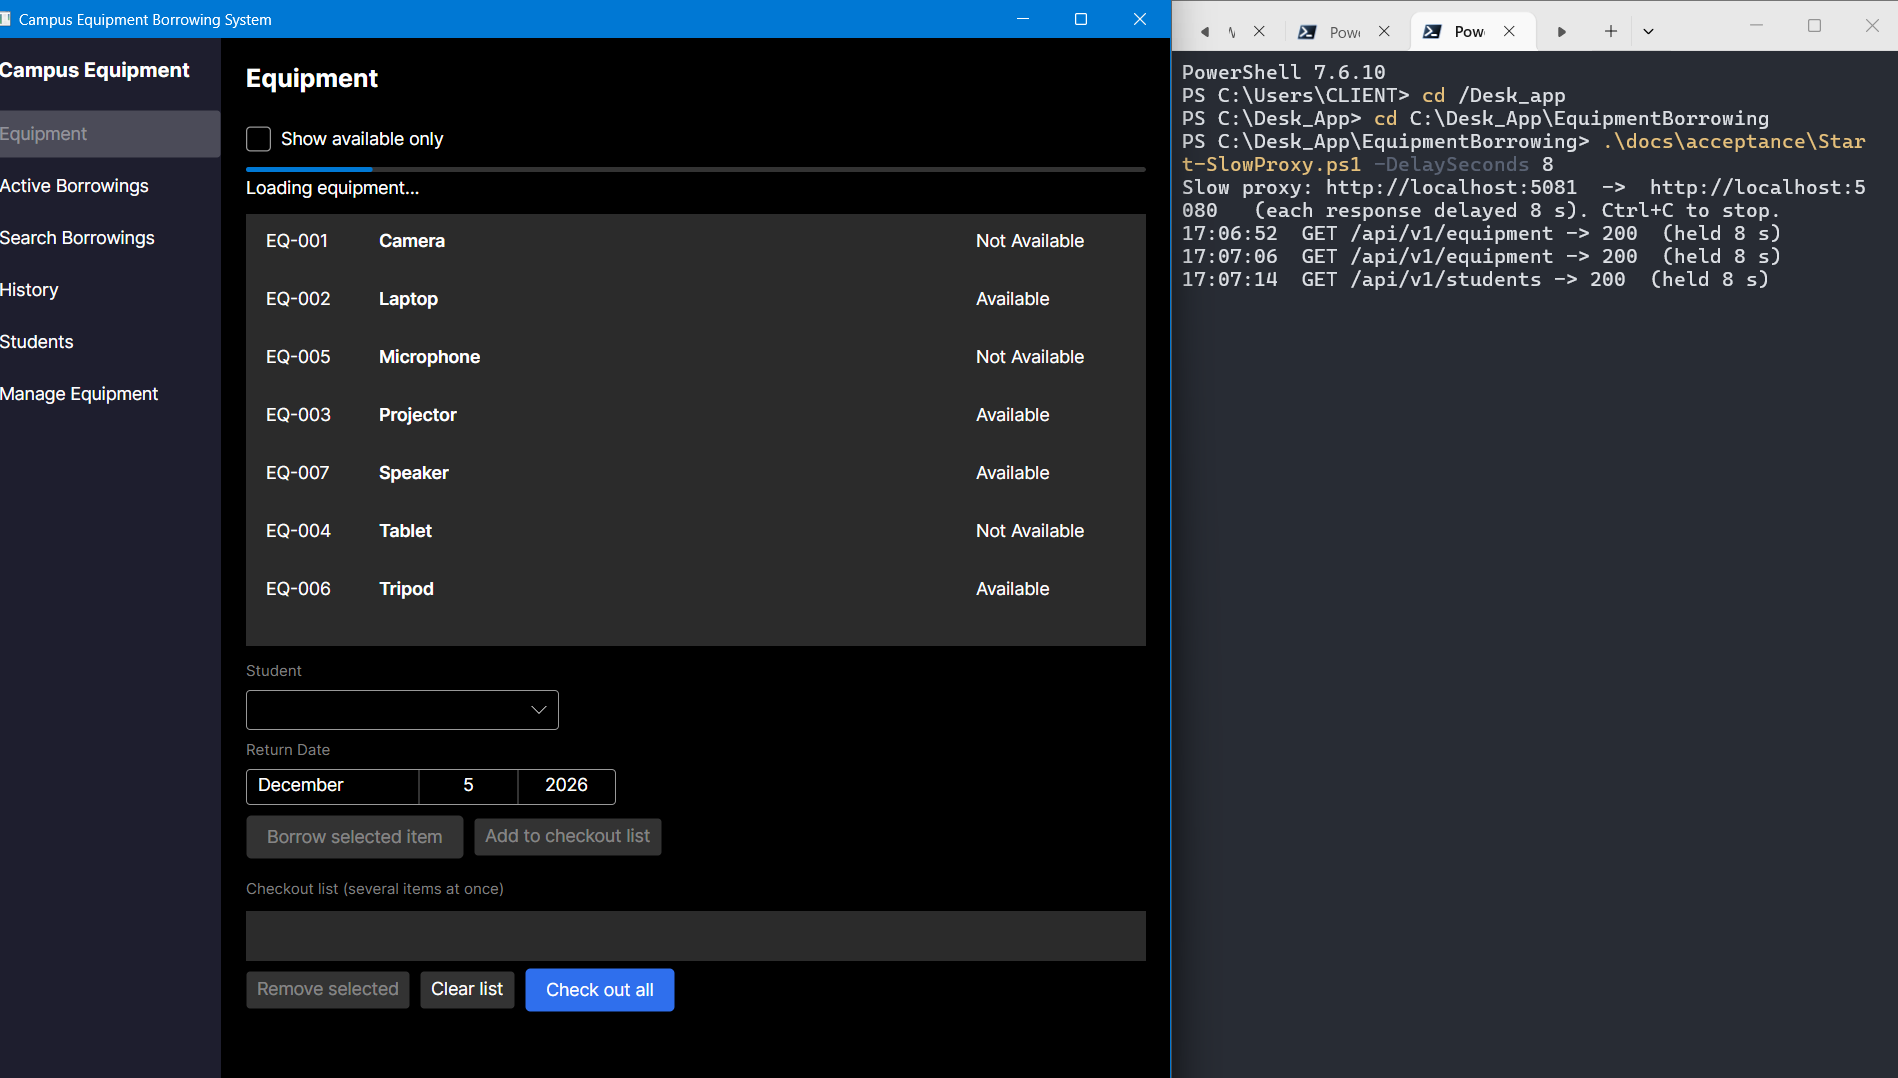 Campus Equipment Borrowing System
Campus Equipment
Equipment
Active Borrowings
Search Borrowings
History
Students
Manage Equipment
Equipment
Show available only
Loading equipment...
EQ-001 Camera Not Available
EQ-002 Laptop Available
EQ-005 Microphone Not Available
EQ-003 Projector Available
EQ-007 Speaker Available
EQ-004 Tablet Not Available
EQ-006 Tripod Available
Student
Return Date
December 5 2026
Borrow selected item Add to checkout list
Checkout list (several items at once)
Remove selected Clear list Check out all
Pow
PowerShell 7.6.10
PS C:\Users\CLIENT> cd /Desk_app
PS C:\Desk_App> cd C:\Desk_App\EquipmentBorrowing
PS C:\Desk_App\EquipmentBorrowing> .\docs\acceptance\Star
t-SlowProxy.ps1 -DelaySeconds 8
Slow proxy: http://localhost:5081 -> http://localhost:5
080 (each response delayed 8 s). Ctrl+C to stop.
17:06:52 GET /api/v1/equipment -> 200 (held 8 s)
17:07:06 GET /api/v1/equipment -> 200 (held 8 s)
17:07:14 GET /api/v1/students -> 200 (held 8 s)